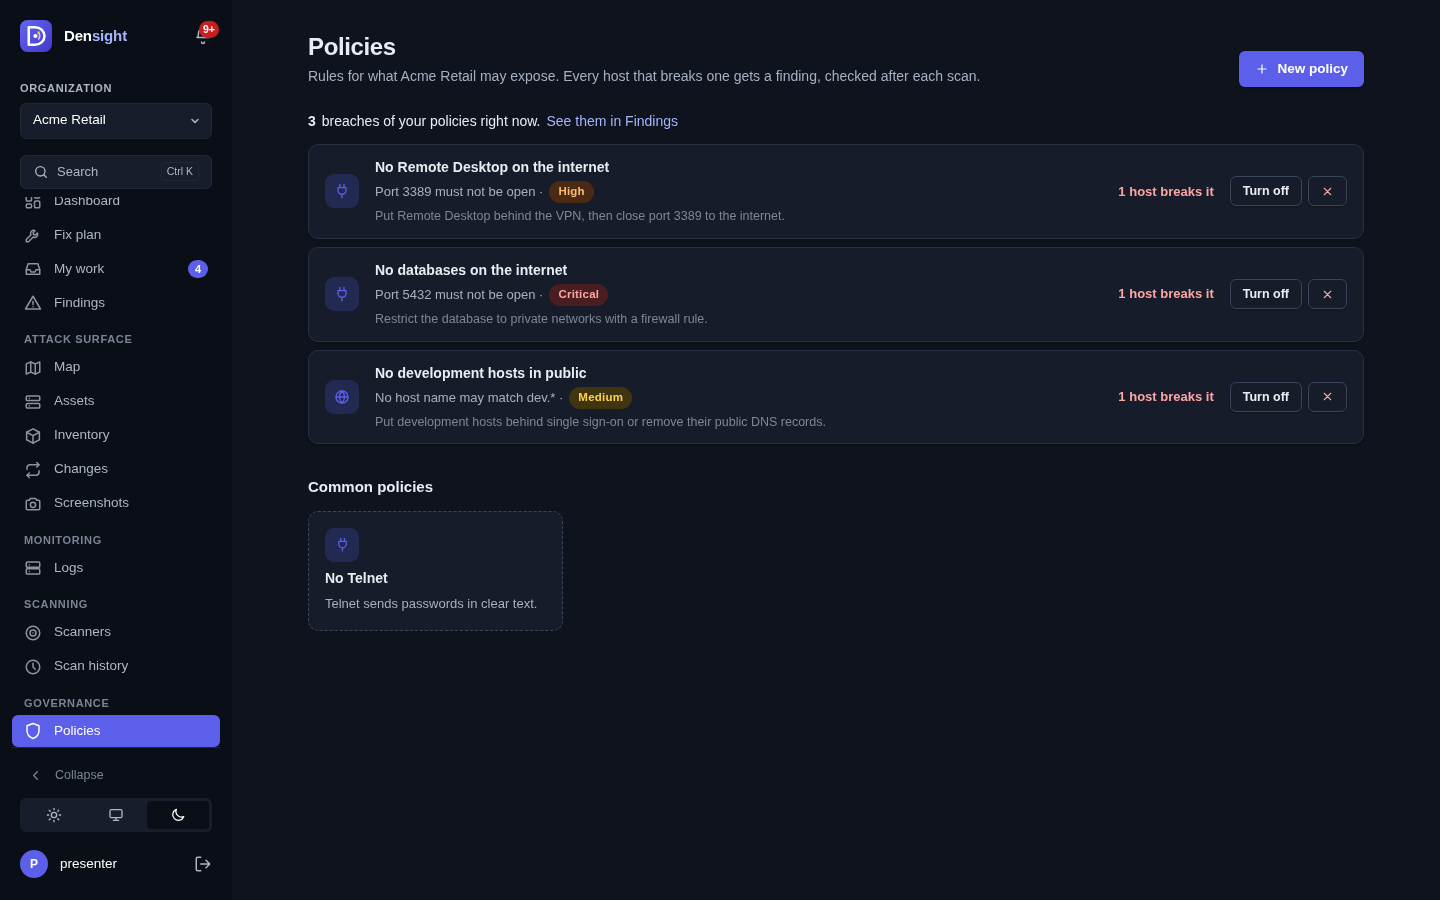 Densight
9+
ORGANIZATION
Acme Retail
Search
Ctrl K
Dashboard
Fix plan
My work
4
Findings
ATTACK SURFACE
Map
Assets
Inventory
Changes
Screenshots
MONITORING
Logs
SCANNING
Scanners
Scan history
GOVERNANCE
Policies
Collapse
P
presenter
Policies
Rules for what Acme Retail may expose. Every host that breaks one gets a finding, checked after each scan.
New policy
3 breaches of your policies right now. See them in Findings
No Remote Desktop on the internet
Port 3389 must not be open · High
Put Remote Desktop behind the VPN, then close port 3389 to the internet.
1 host breaks it
Turn off
No databases on the internet
Port 5432 must not be open · Critical
Restrict the database to private networks with a firewall rule.
1 host breaks it
Turn off
No development hosts in public
No host name may match dev.* · Medium
Put development hosts behind single sign-on or remove their public DNS records.
1 host breaks it
Turn off
Common policies
No Telnet
Telnet sends passwords in clear text.